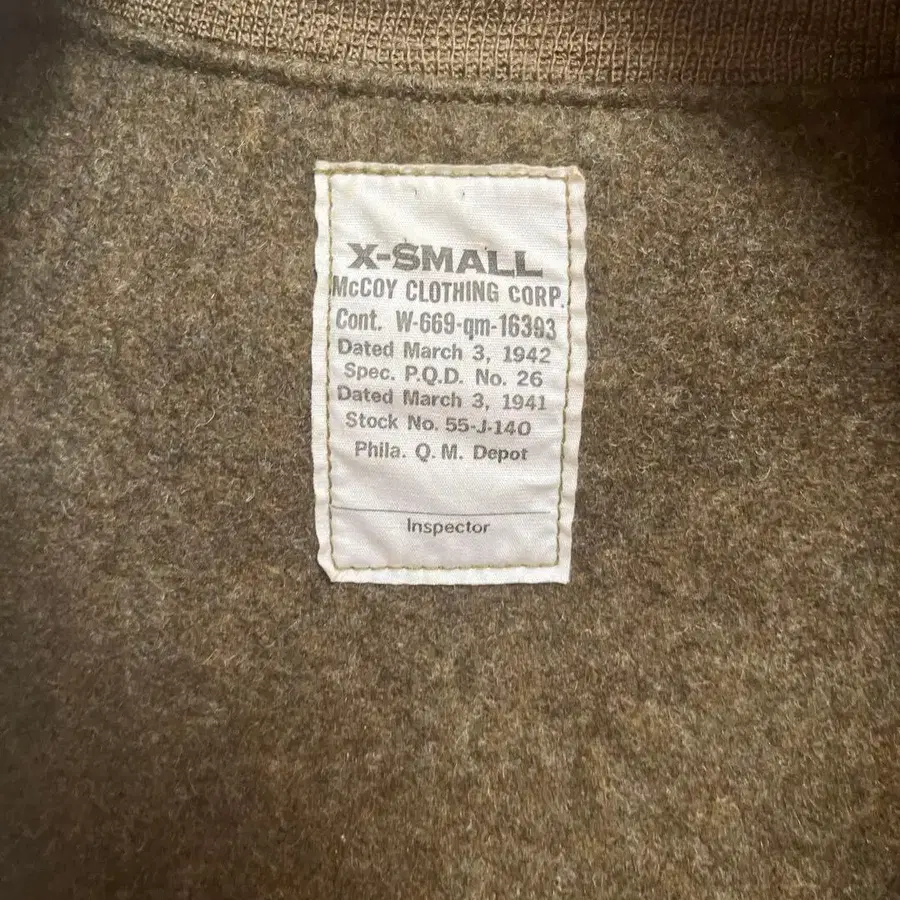 X-SMALL
McCOY CLOTHING CORP.
Cont. W-669-qm-16393
Dated March 3, 1942
Spec. P.Q.D. No. 26
Dated March 3, 1941
Stock No. 55-J-140
Phila. Q. M. Depot
Inspector